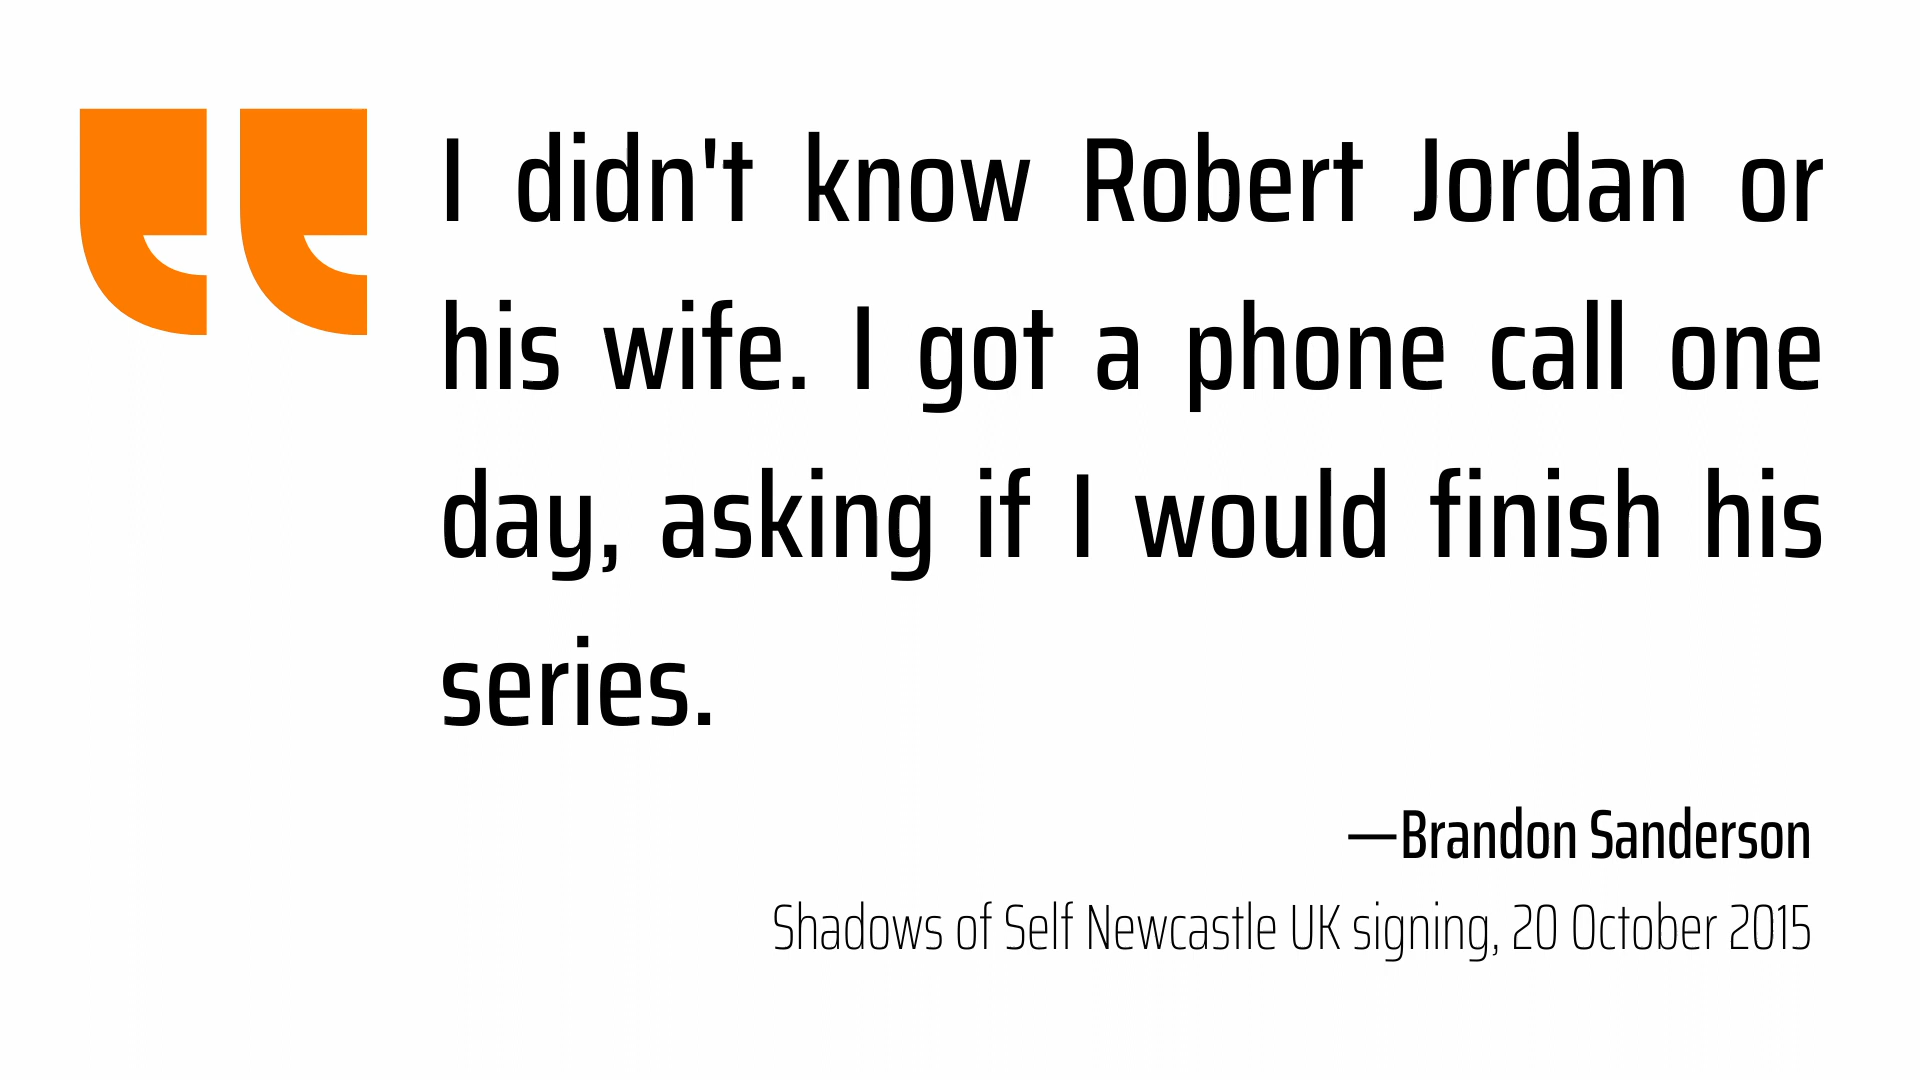 I didn't know Robert Jordan or
his wife. I got a phone call one
day, asking if I would finish his
series.
—Brandon Sanderson
Shadows of Self Newcastle UK signing, 20 October 2015